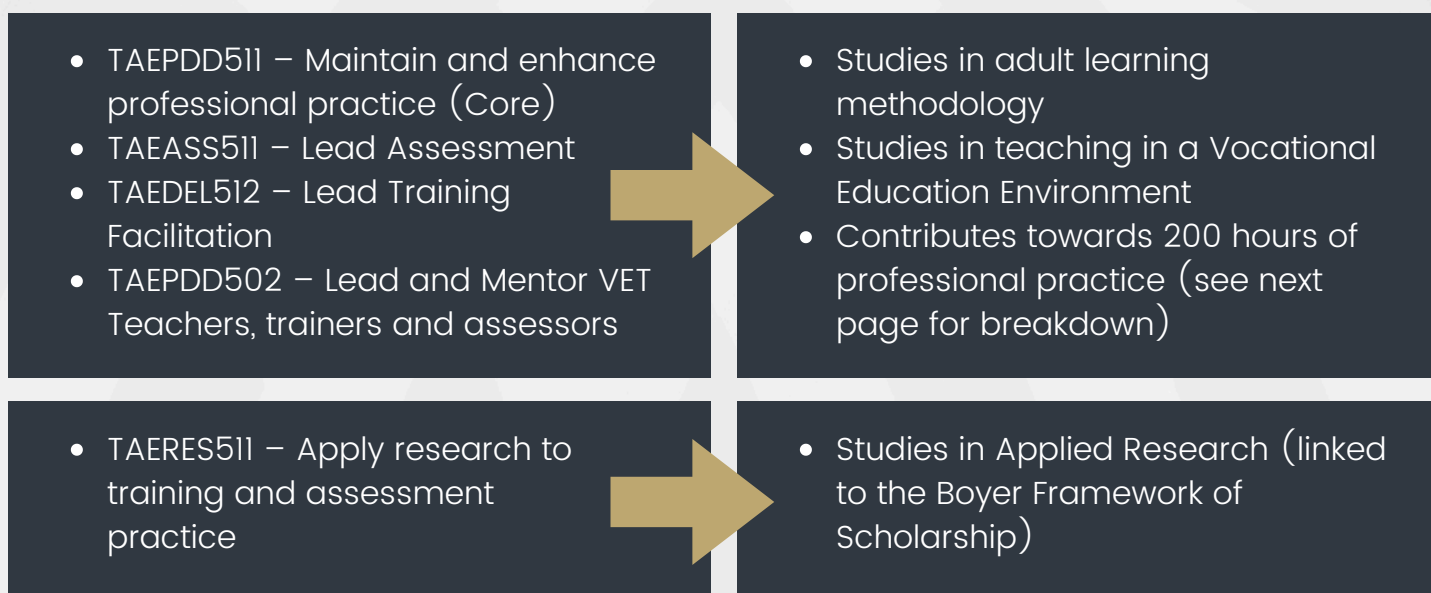 • TAEPDD511 – Maintain and enhance
professional practice (Core)
• TAEASS511 – Lead Assessment
• TAEDEL512 – Lead Training
Facilitation
• TAEPDD502 – Lead and Mentor VET
Teachers, trainers and assessors
• Studies in adult learning
methodology
• Studies in teaching in a Vocational
Education Environment
• Contributes towards 200 hours of
professional practice (see next
page for breakdown)
• TAERES511 – Apply research to
training and assessment
practice
• Studies in Applied Research (linked
to the Boyer Framework of
Scholarship)